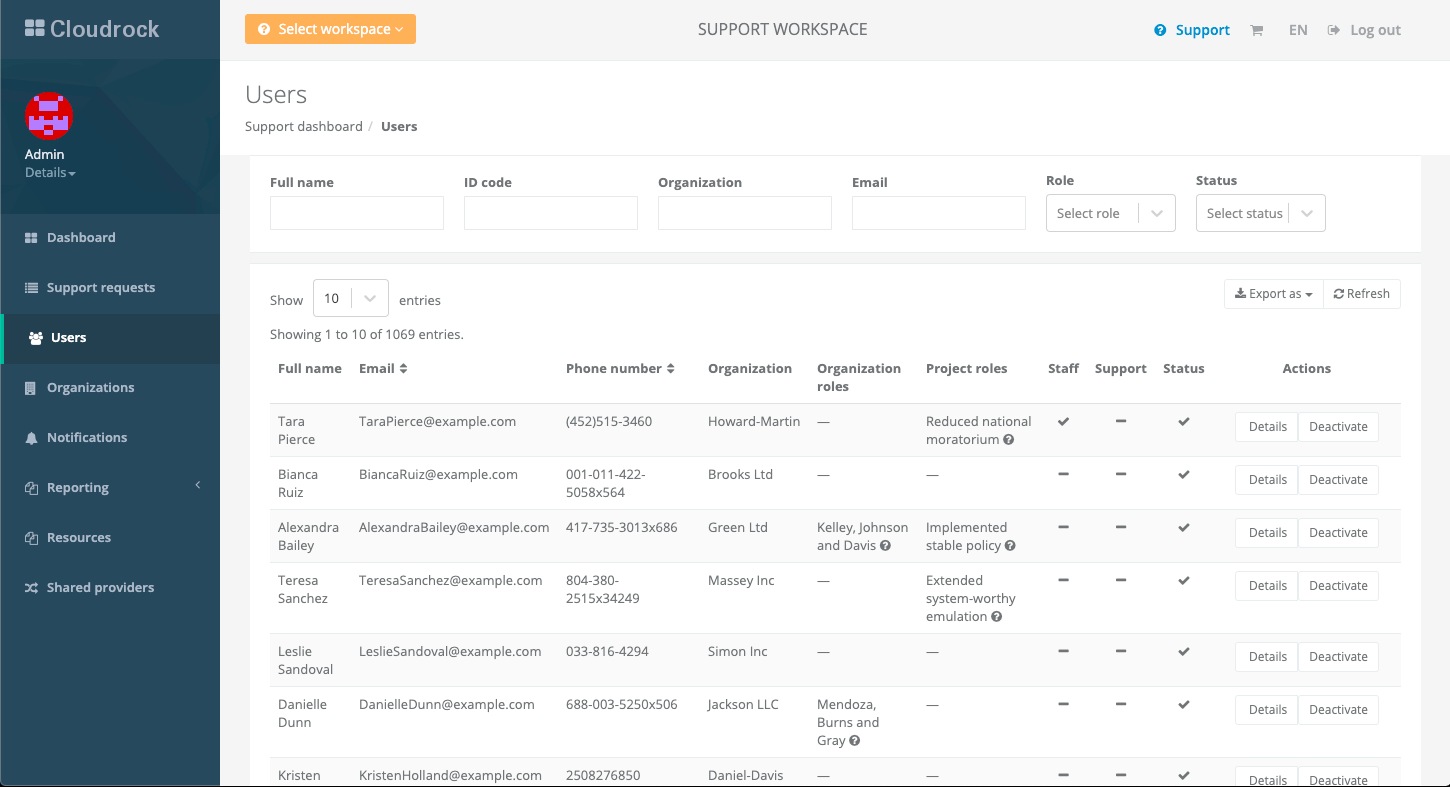 Cloudrock
Select workspace
SUPPORT WORKSPACE
Support
EN
Log out
Admin
Details
Dashboard
Support requests
Users
Organizations
Notifications
Reporting
Resources
Shared providers
Users
Support dashboard / Users
Full name
ID code
Organization
Email
Role
Status
Select role
Select status
Show 10 entries
Export as
Refresh
Showing 1 to 10 of 1069 entries.
Full name Email Phone number Organization Organization Project roles Staff Support Status Actions
roles
Tara TaraPierce@example.com (452)515-3460 Howard-Martin — Reduced national Details Deactivate
Pierce moratorium
Bianca BiancaRuiz@example.com 001-011-422- Brooks Ltd — — Details Deactivate
Ruiz 5058x564
Alexandra AlexandraBailey@example.com 417-735-3013x686 Green Ltd Kelley, Johnson Implemented Details Deactivate
Bailey and Davis stable policy
Teresa TeresaSanchez@example.com 804-380- Massey Inc — Extended Details Deactivate
Sanchez 2515x34249 system-worthy
emulation
Leslie LeslieSandoval@example.com 033-816-4294 Simon Inc — — Details Deactivate
Sandoval
Danielle DanielleDunn@example.com 688-003-5250x506 Jackson LLC Mendoza, — Details Deactivate
Dunn Burns and
Gray
Kristen KristenHolland@example.com 2508276850 Daniel-Davis — — Details Deactivate